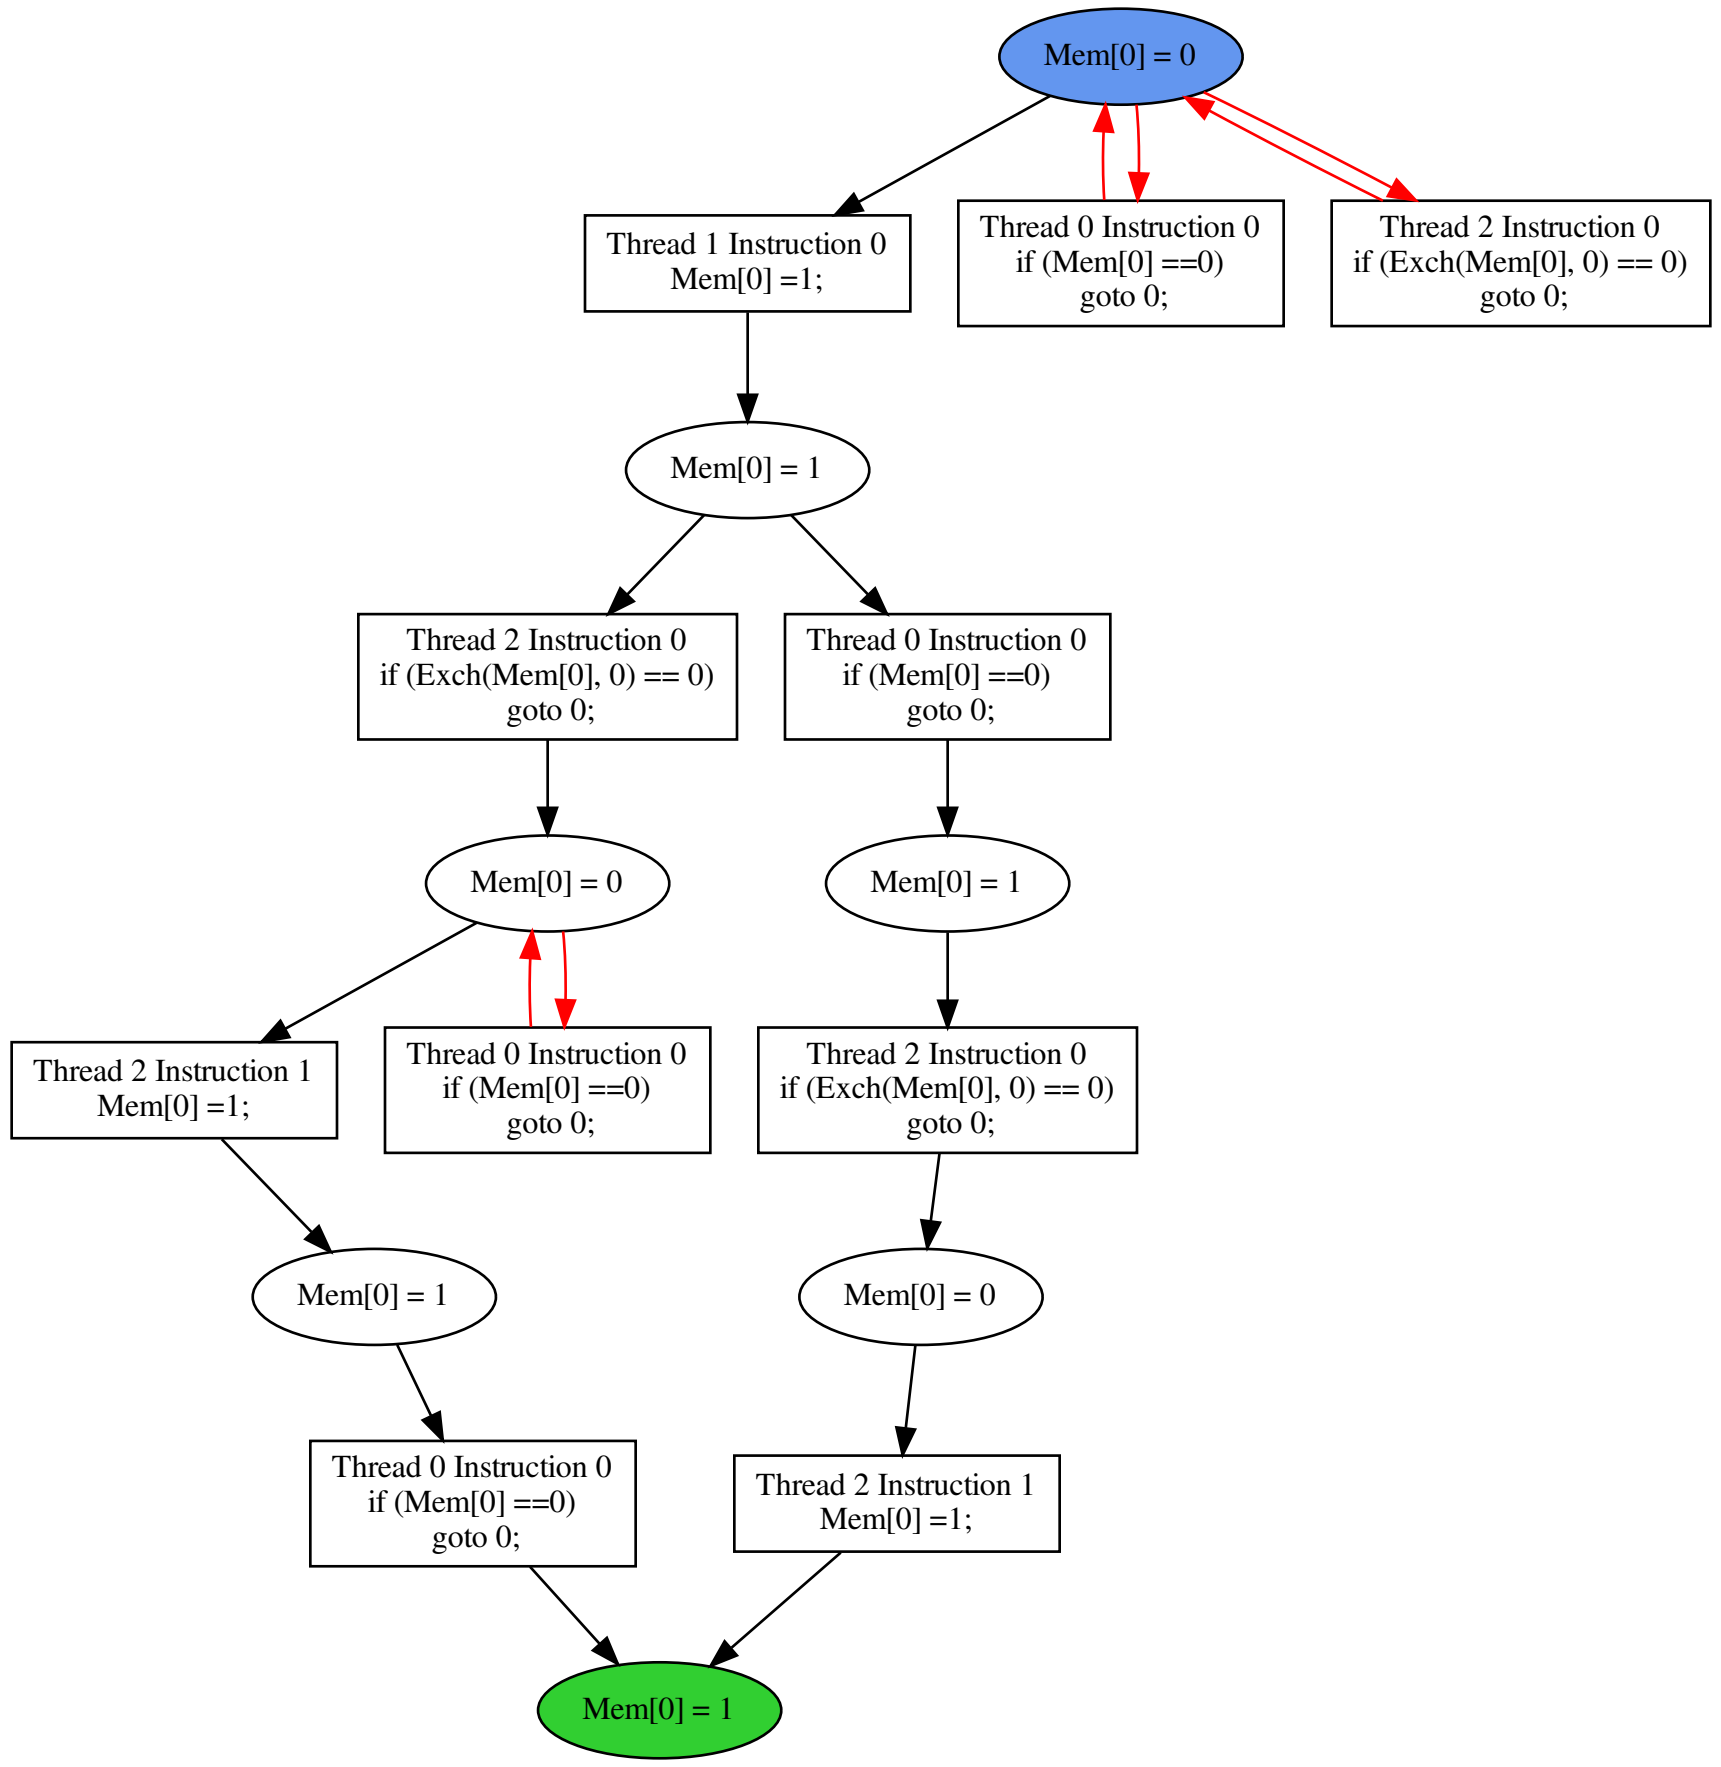 Mem[0] = 0
Thread 1 Instruction 0
Mem[0] =1;
Thread 0 Instruction 0
if (Mem[0] ==0)
goto 0;
Thread 2 Instruction 0
if (Exch(Mem[0], 0) == 0)
goto 0;
Mem[0] = 1
Thread 2 Instruction 0
if (Exch(Mem[0], 0) == 0)
goto 0;
Thread 0 Instruction 0
if (Mem[0] ==0)
goto 0;
Mem[0] = 0
Mem[0] = 1
Thread 2 Instruction 1
Mem[0] =1;
Thread 0 Instruction 0
if (Mem[0] ==0)
goto 0;
Thread 2 Instruction 0
if (Exch(Mem[0], 0) == 0)
goto 0;
Mem[0] = 1
Mem[0] = 0
Thread 0 Instruction 0
if (Mem[0] ==0)
goto 0;
Thread 2 Instruction 1
Mem[0] =1;
Mem[0] = 1